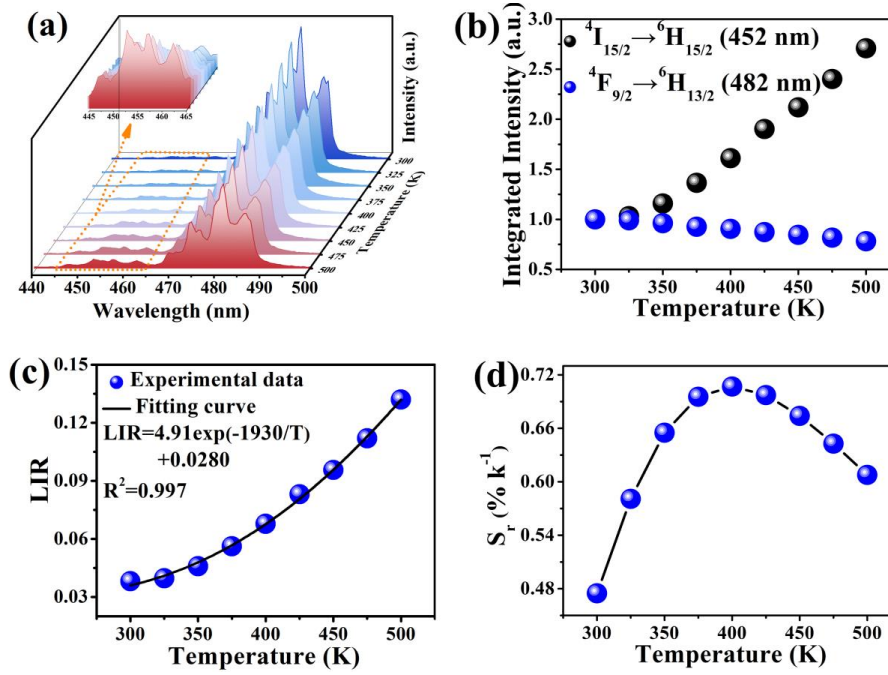 (a)
445 450 455 460 465
Intensity (a.u.)
300
325
350
375
400
425
450
475
500
Temperature (K)
440 450 460 470 480 490 500
Wavelength (nm)
(b)
3.0
2.5
2.0
1.5
1.0
0.5
Integrated Intensity (a.u.)
⁴I₁₅/₂→⁶H₁₅/₂ (452 nm)
⁴F₉/₂→⁶H₁₃/₂ (482 nm)
300 350 400 450 500
Temperature (K)
(c)
0.15
0.12
0.09
0.06
0.03
LIR
Experimental data
Fitting curve
LIR=4.91exp(-1930/T)
+0.0280
R²=0.997
300 350 400 450 500
Temperature (K)
(d)
0.72
0.66
0.60
0.54
0.48
Sᵣ (% k⁻¹)
300 350 400 450 500
Temperature (K)